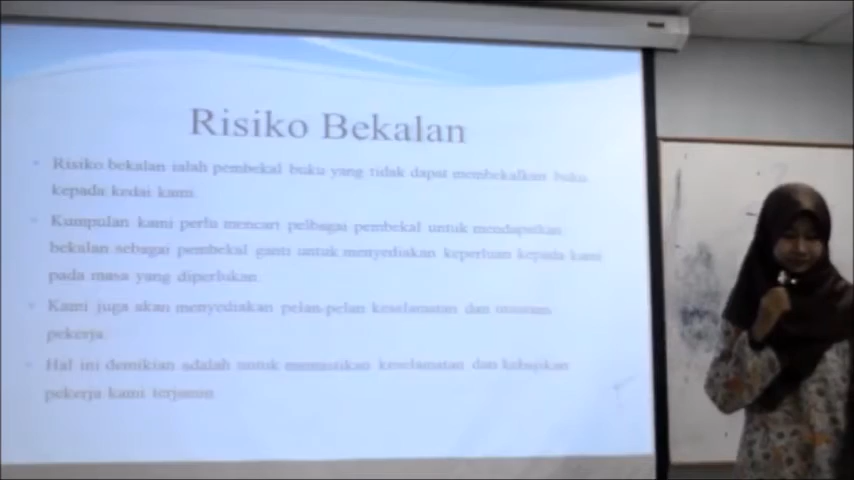 Risiko Bekalan
Risiko bekalan ialah pembekal buku yang tidak dapat membekalkan buku
kepada kedai kami.
Kumpulan kami perlu mencari pelbagai pembekal untuk mendapatkan
bekalan sebagai pembekal ganti untuk menyediakan keperluan kepada kami
pada masa yang diperlukan.
Kami juga akan menyediakan pelan-pelan keselamatan dan
pekerja.
Hal ini demikian adalah untuk memastikan keselamatan dan kebajikan
pekerja kami terjamin.